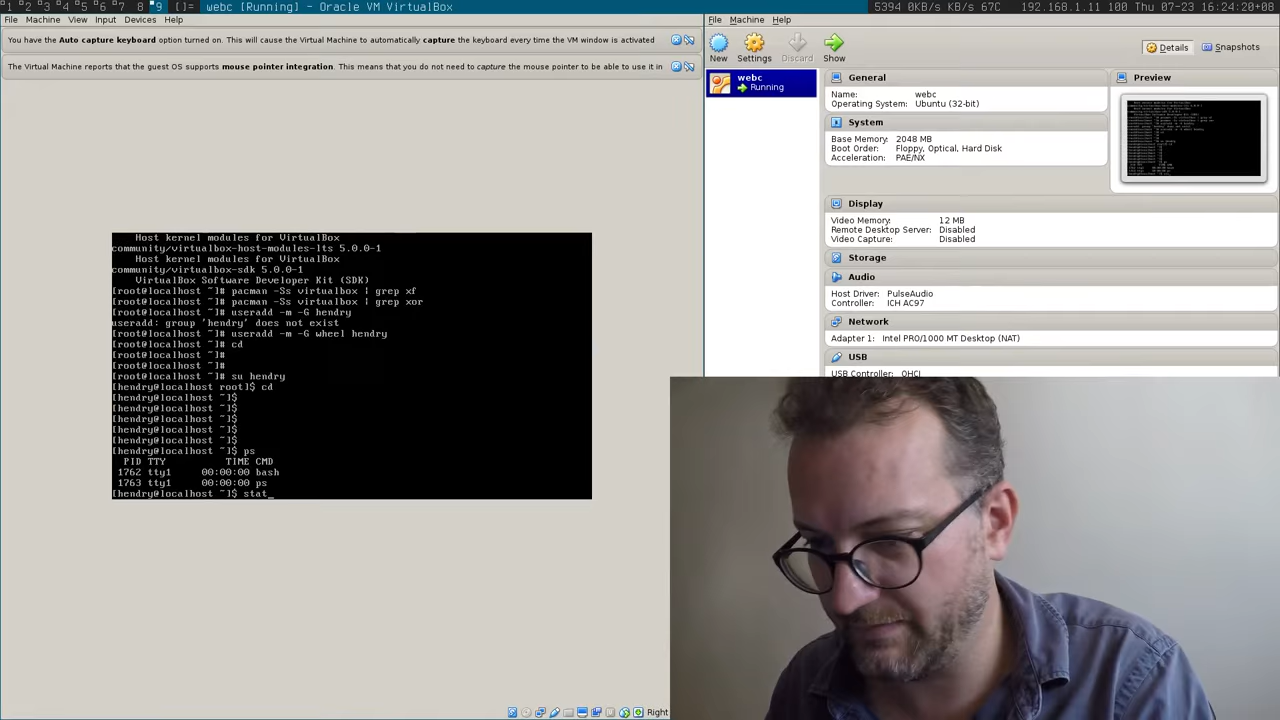 1 2 3 4 5 6 7 8 9 []= webc [Running] - Oracle VM VirtualBox
5394 0KB/s KB/s 67C 192.168.1.11 100 Thu 07-23 16:24:20+08
File Machine View Input Devices Help
You have the Auto capture keyboard option turned on. This will cause the Virtual Machine to automatically capture the keyboard every time the VM window is activated
The Virtual Machine reports that the guest OS supports mouse pointer integration. This means that you do not need to capture the mouse pointer to be able to use it in
Host kernel modules for VirtualBox
community/virtualbox-host-modules-lts 5.0.0-1
Host kernel modules for VirtualBox
community/virtualbox-sdk 5.0.0-1
VirtualBox Software Developer Kit (SDK)
[root@localhost ~]# pacman -Ss virtualbox | grep xf
[root@localhost ~]# pacman -Ss virtualbox | grep xor
[root@localhost ~]# useradd -m -G hendry
useradd: group 'hendry' does not exist
[root@localhost ~]# useradd -m -G wheel hendry
[root@localhost ~]# cd
[root@localhost ~]#
[root@localhost ~]#
[root@localhost ~]# su hendry
[hendry@localhost root]$ cd
[hendry@localhost ~]$
[hendry@localhost ~]$
[hendry@localhost ~]$
[hendry@localhost ~]$
[hendry@localhost ~]$
[hendry@localhost ~]$ ps
PID TTY TIME CMD
1762 tty1 00:00:00 bash
1763 tty1 00:00:00 ps
[hendry@localhost ~]$ stat_
Right
File Machine Help
New Settings Discard Show
Details Snapshots
webc
Running
General
Name: webc
Operating System: Ubuntu (32-bit)
System
Base Memory: 2048 MB
Boot Order: Floppy, Optical, Hard Disk
Acceleration: PAE/NX
Display
Video Memory: 12 MB
Remote Desktop Server: Disabled
Video Capture: Disabled
Storage
Audio
Host Driver: PulseAudio
Controller: ICH AC97
Network
Adapter 1: Intel PRO/1000 MT Desktop (NAT)
USB
USB Controller: OHCI
Preview